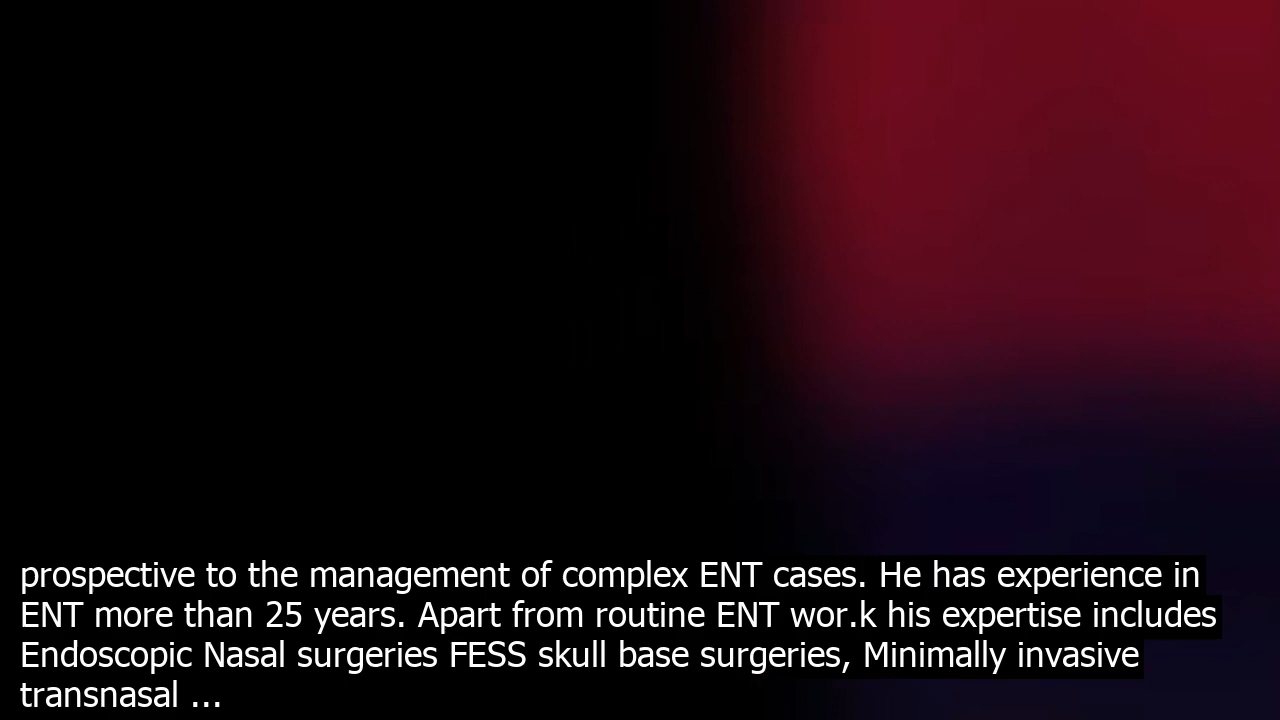 prospective to the management of complex ENT cases. He has experience in
ENT more than 25 years. Apart from routine ENT wor.k his expertise includes
Endoscopic Nasal surgeries FESS skull base surgeries, Minimally invasive
transnasal ...